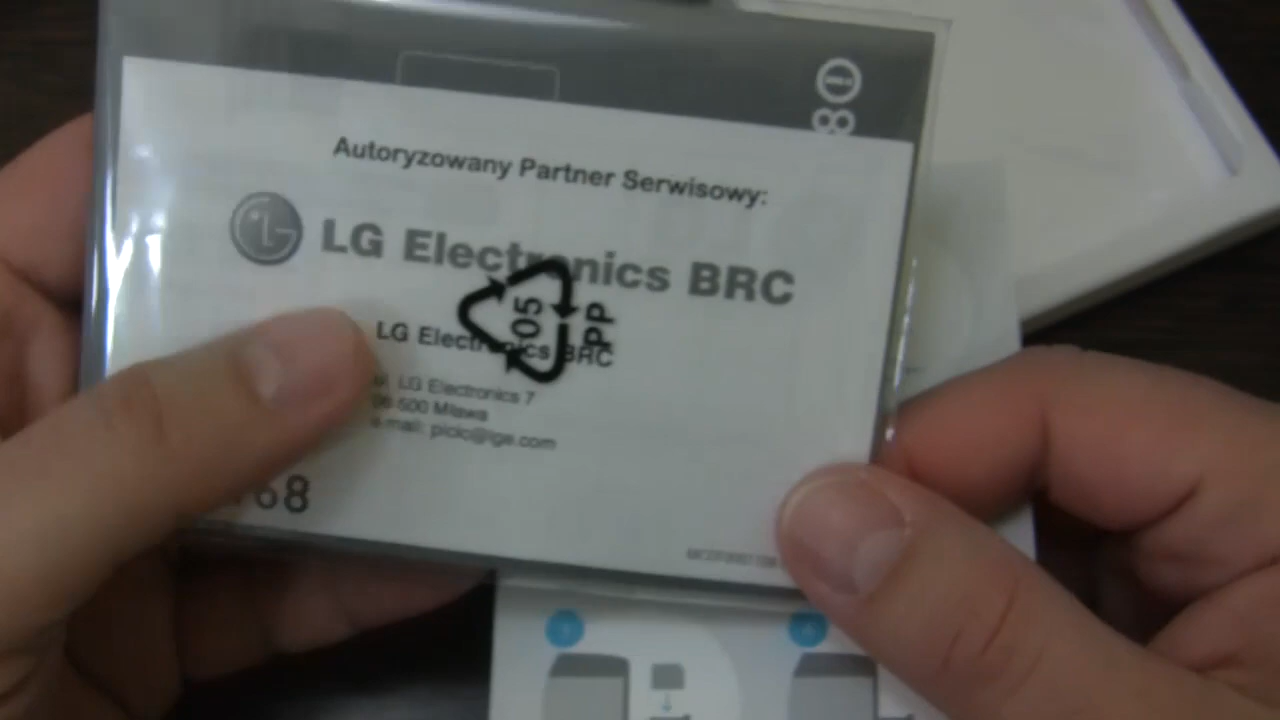 Autoryzowany Partner Serwisowy:
LG Electronics BRC
LG Electronics BRC
LG Electronics 7
06-500 Mława
e-mail: plcic@lge.com
68
05
PP